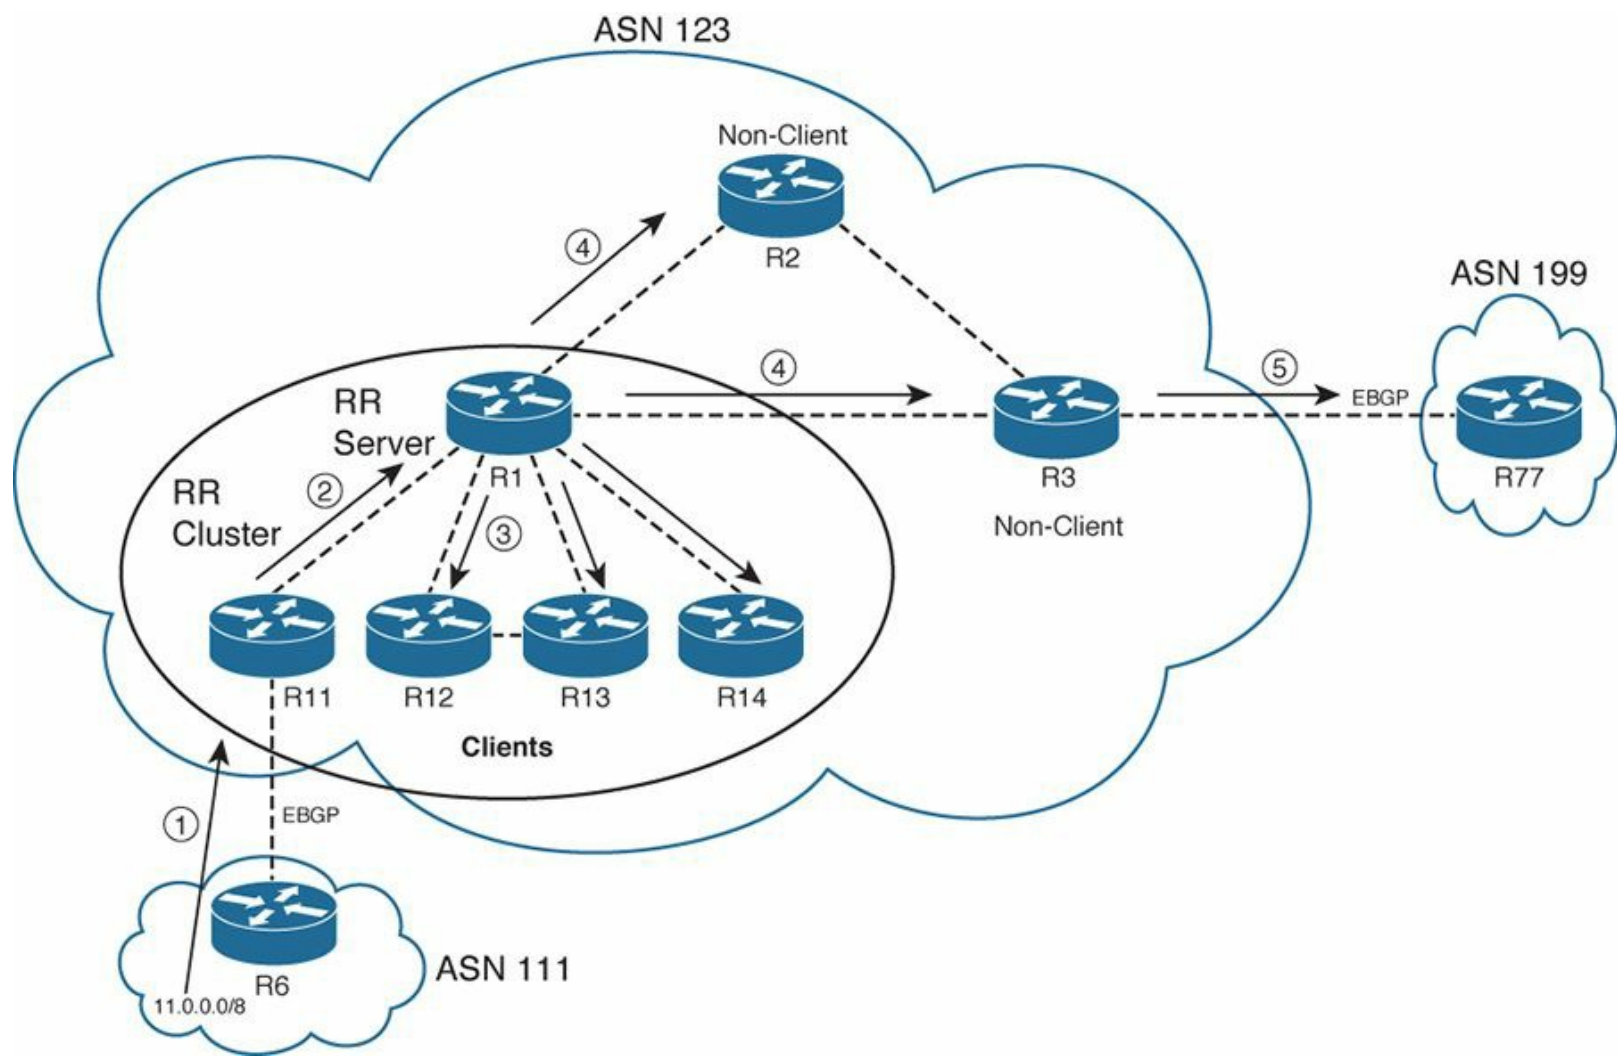 ASN 123
Non-Client
④
R2
ASN 199
RR
Server
④
⑤
EBGP
R1
R3
R77
RR
Cluster
②
③
Non-Client
R11
R12
R13
R14
Clients
①
EBGP
R6
ASN 111
11.0.0.0/8